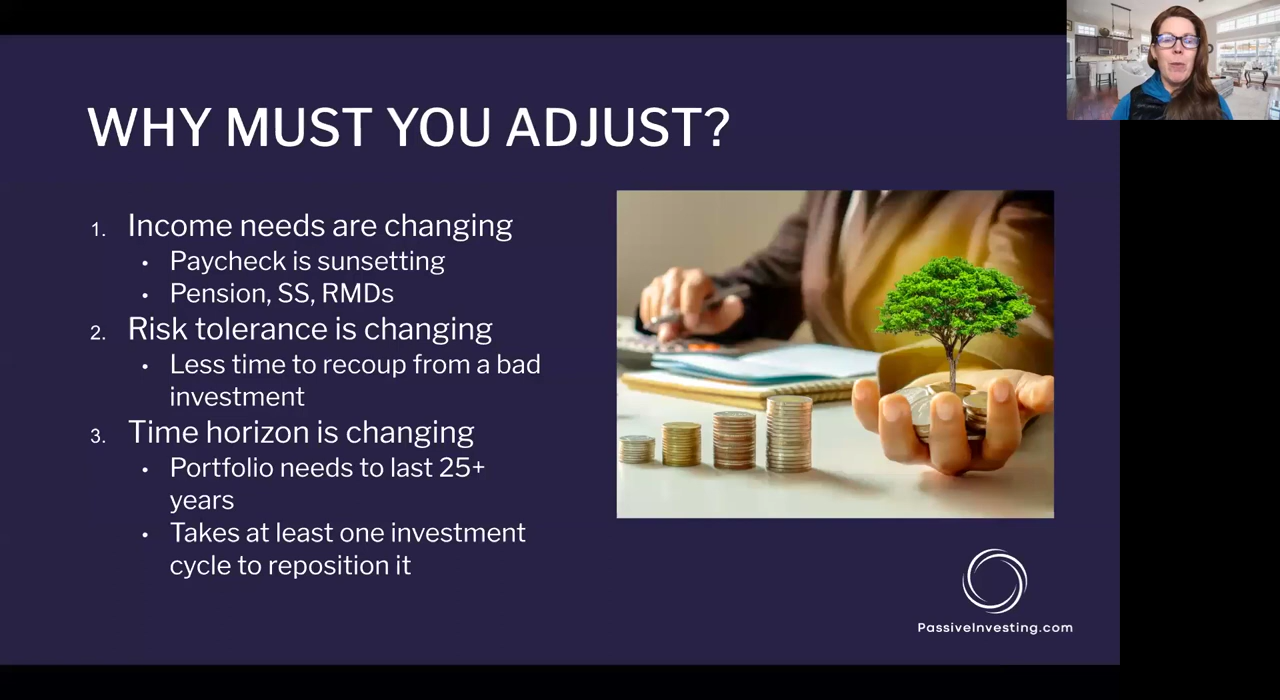 WHY MUST YOU ADJUST?
1. Income needs are changing
• Paycheck is sunsetting
• Pension, SS, RMDs
2. Risk tolerance is changing
• Less time to recoup from a bad
investment
3. Time horizon is changing
• Portfolio needs to last 25+
years
• Takes at least one investment
cycle to reposition it
PassiveInvesting.com